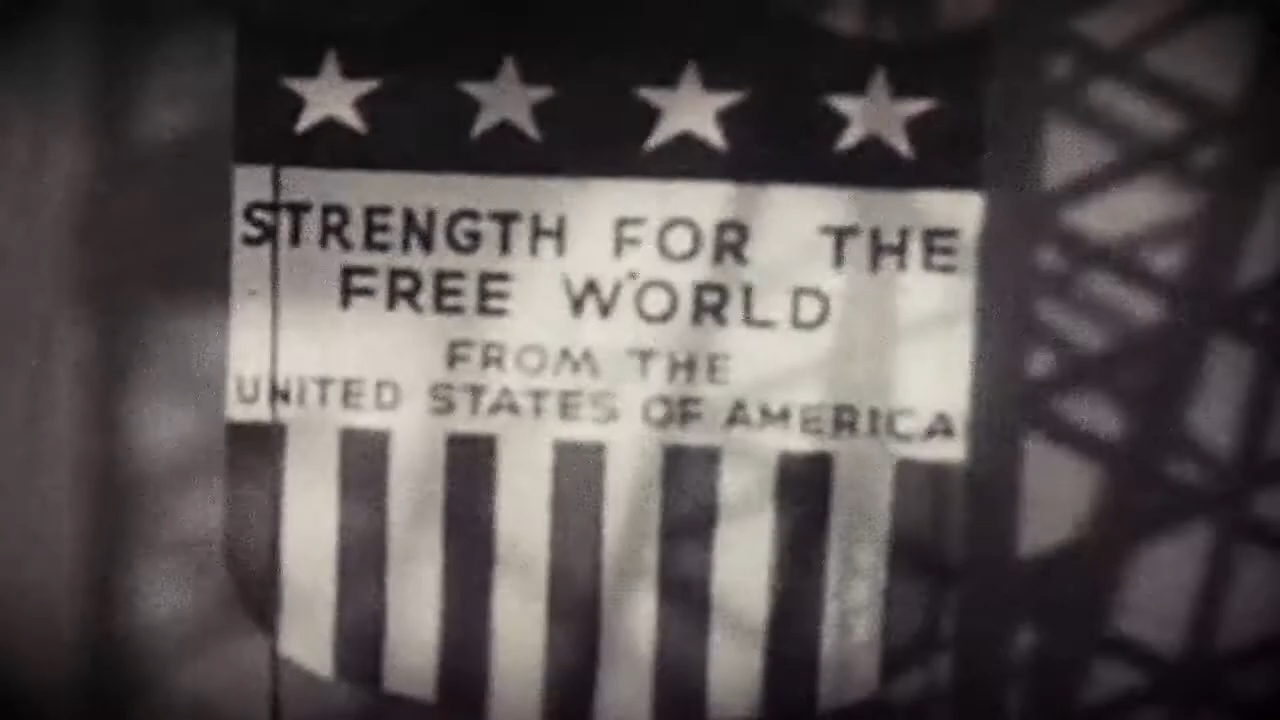 STRENGTH FOR THE
FREE WORLD
FROM THE
UNITED STATES OF AMERICA